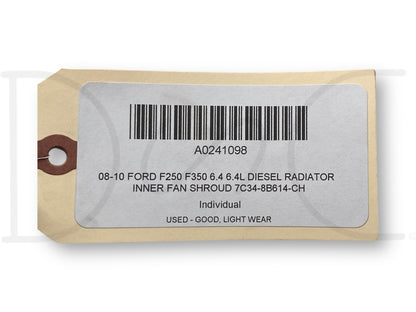 A0241098
08-10 FORD F250 F350 6.4 6.4L DIESEL RADIATOR
INNER FAN SHROUD 7C34-8B614-CH
Individual
USED - GOOD, LIGHT WEAR